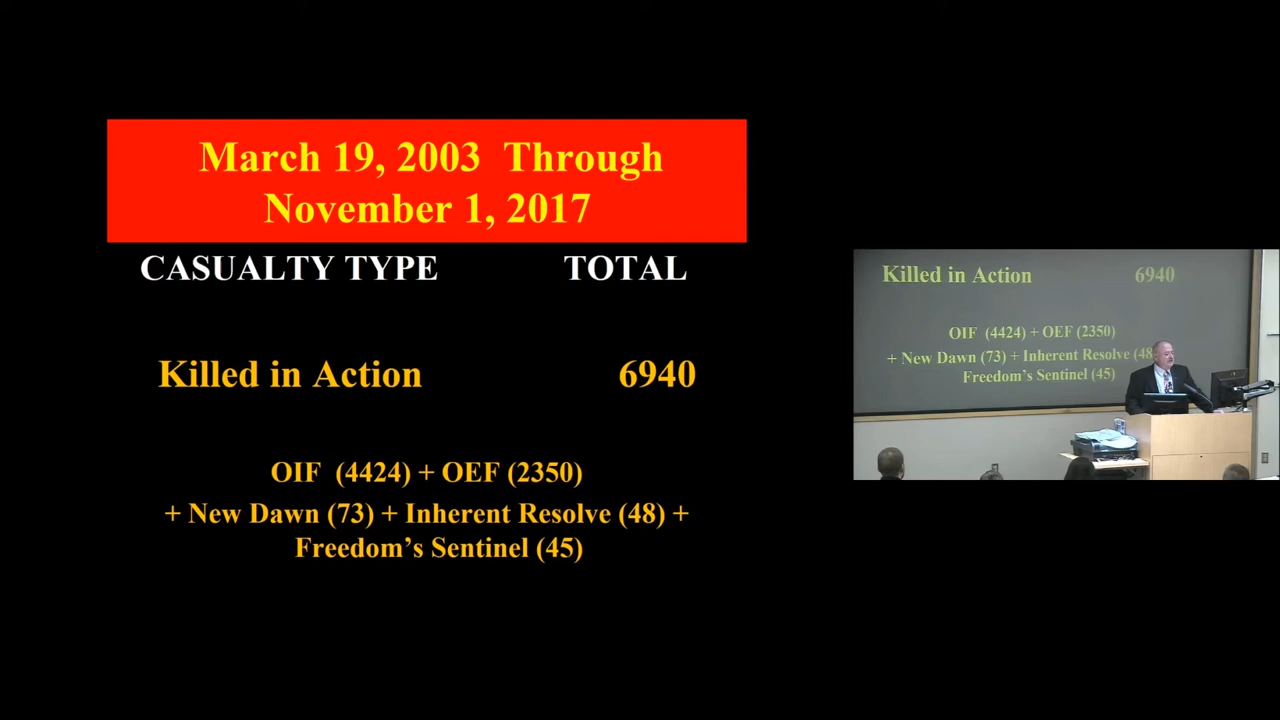 March 19, 2003 Through
November 1, 2017
CASUALTY TYPE TOTAL
Killed in Action 6940
OIF (4424) + OEF (2350)
+ New Dawn (73) + Inherent Resolve (48) +
Freedom’s Sentinel (45)
Killed in Action 6940
OIF (4424) + OEF (2350)
+ New Dawn (73) + Inherent Resolve (48
Freedom’s Sentinel (45)